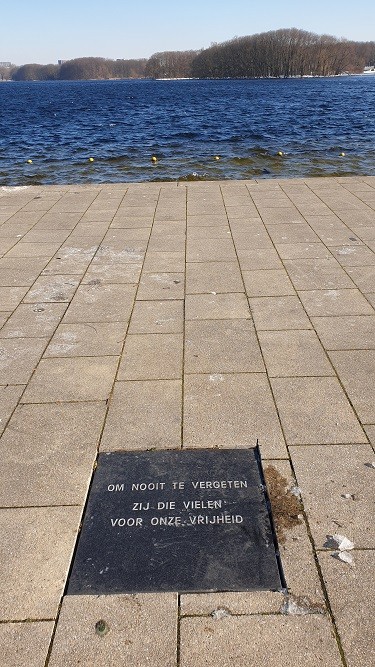 OM NOOIT TE VERGETEN
ZIJ DIE VIELEN
VOOR ONZE VRIJHEID